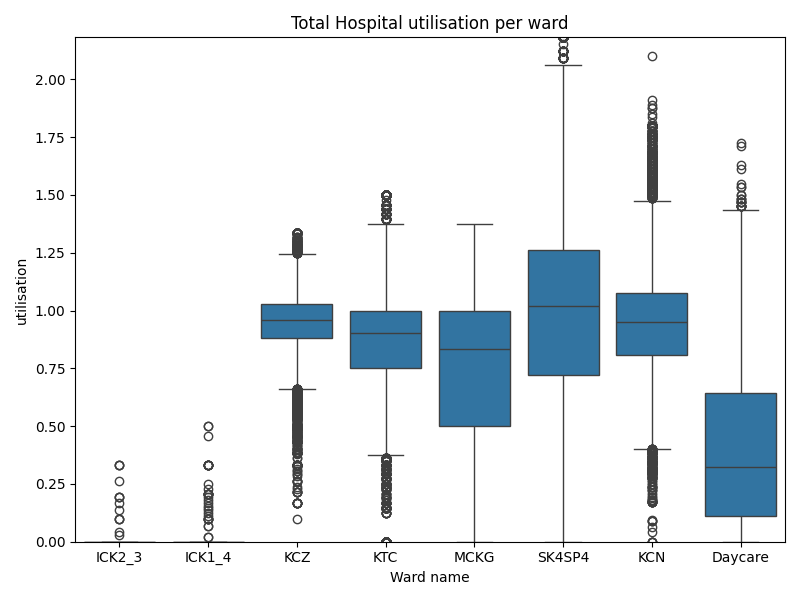 Total Hospital utilisation per ward
utilisation
2.00
1.75
1.50
1.25
1.00
0.75
0.50
0.25
0.00
ICK2_3 ICK1_4 KCZ KTC MCKG SK4SP4 KCN Daycare
Ward name